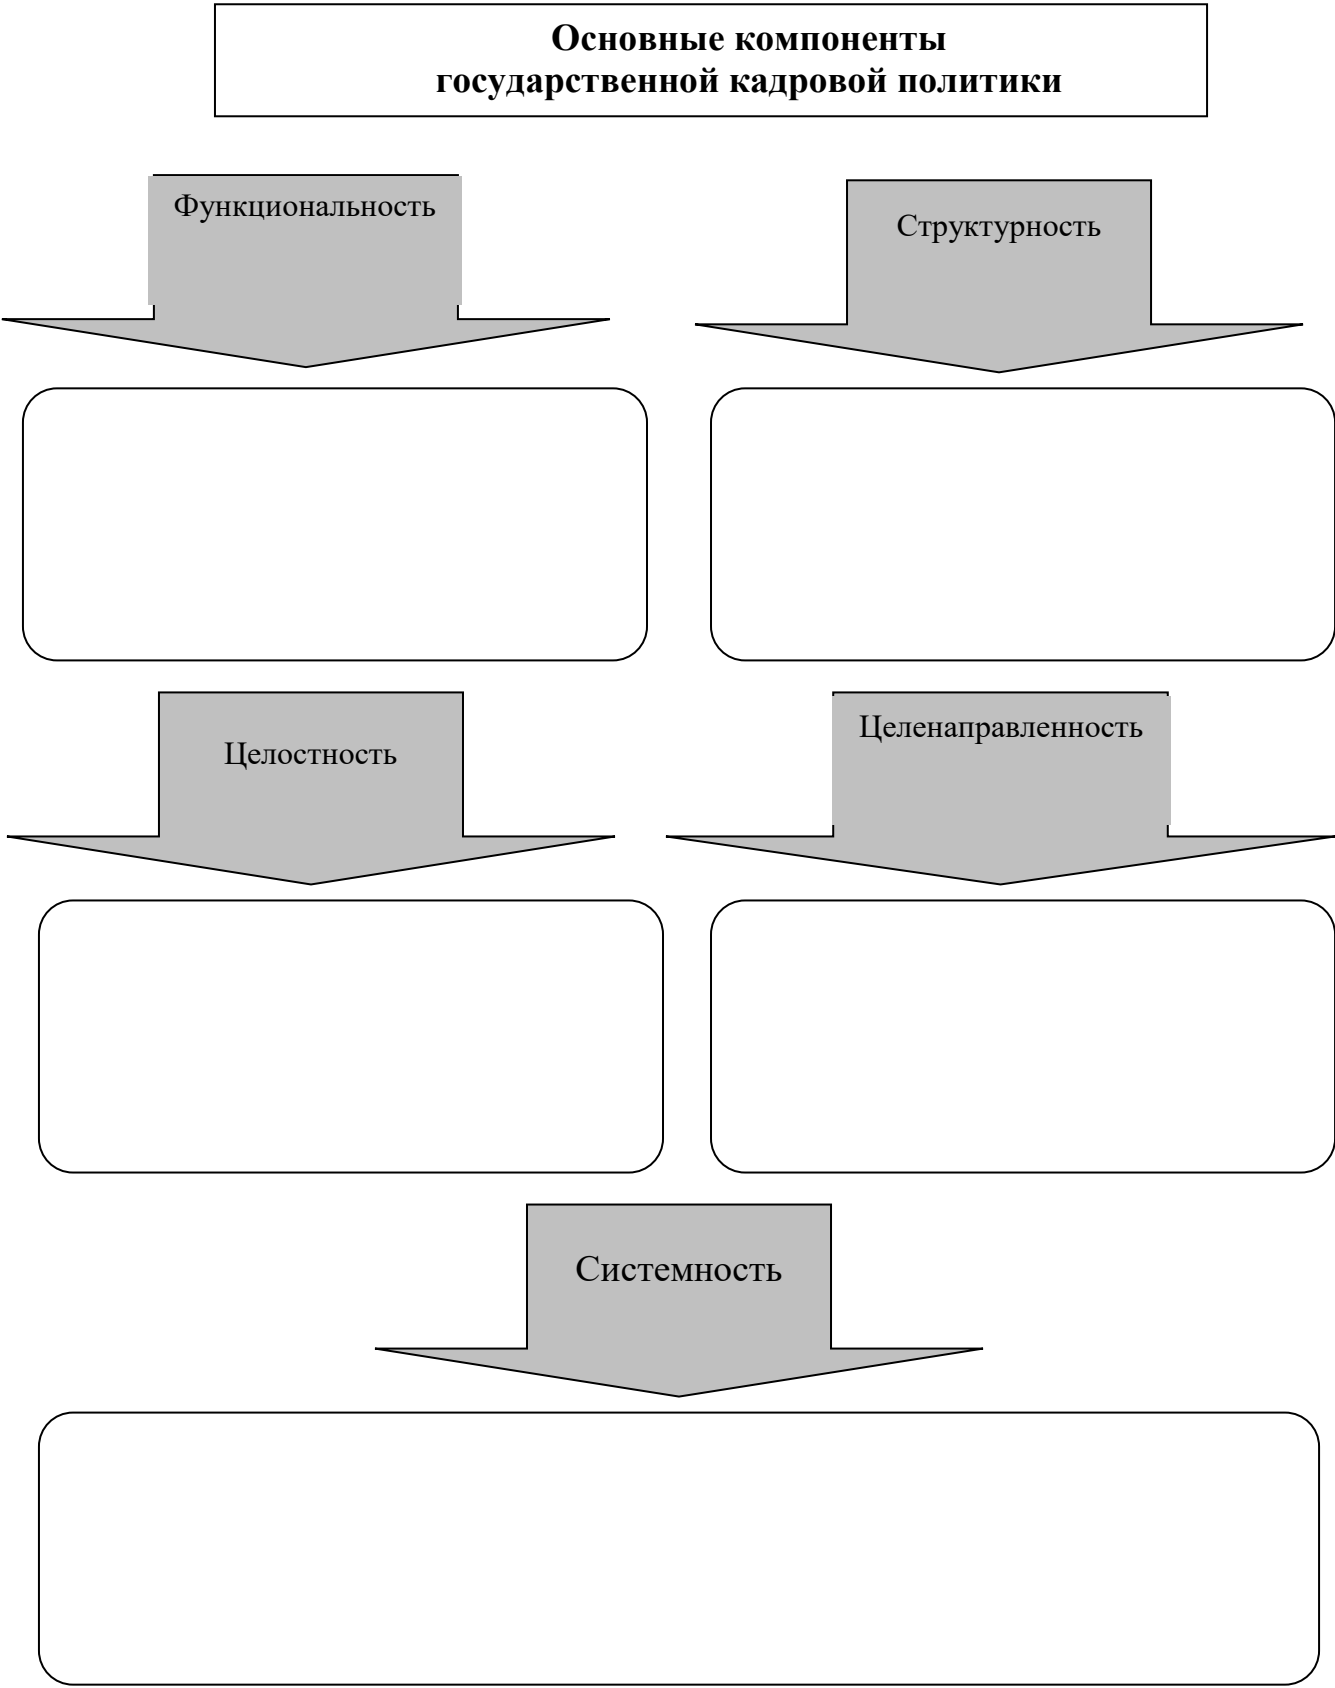 Основные компоненты
государственной кадровой политики
Функциональность
Структурность
Целостность
Целенаправленность
Системность